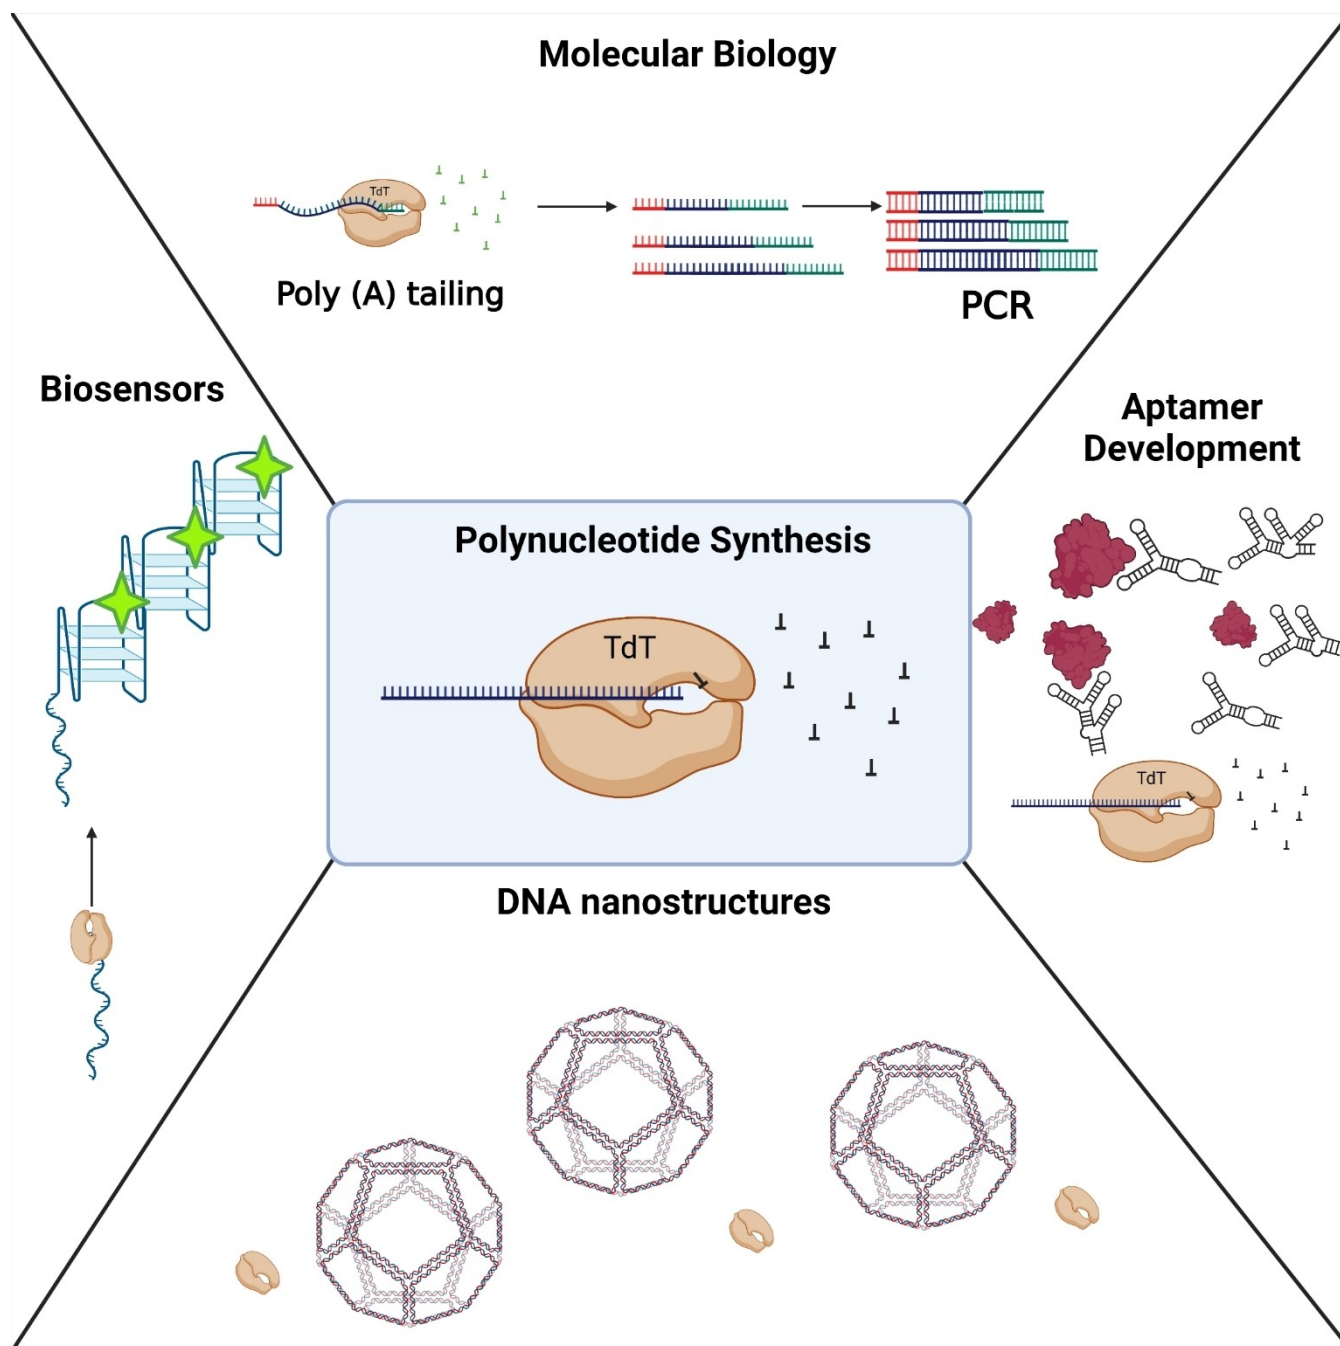 Molecular Biology
TdT
Poly (A) tailing
PCR
Biosensors
Aptamer
Development
Polynucleotide Synthesis
TdT
TdT
DNA nanostructures